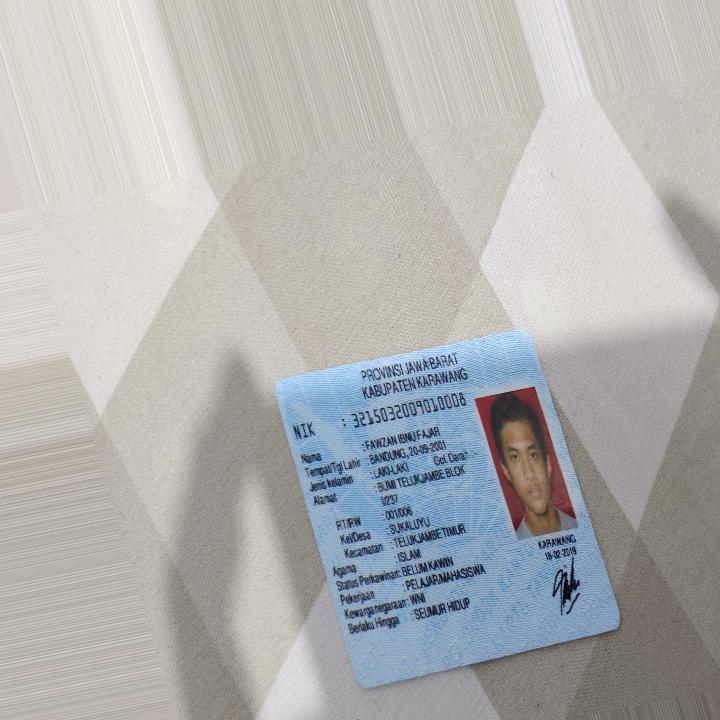 PROVINSI JAWA BARAT
KABUPATEN KARAWANG
NIK : 3215032009010008
Nama : FAWZAN IBNU FAJAR
Tempat/Tgl Lahir : BANDUNG, 20-09-2001
Jenis kelamin : LAKI-LAKI Gol. Darah
Alamat : BUMI TELUKJAMBE BLOK
I/237
RT/RW : 001/006
Kel/Desa : SUKALUYU
Kecamatan : TELUKJAMBE TIMUR
Agama : ISLAM
Status Perkawinan: BELUM KAWIN
Pekerjaan : PELAJAR/MAHASISWA
Kewarganegaraan: WNI
Berlaku Hingga : SEUMUR HIDUP
KARAWANG
18-02-2019